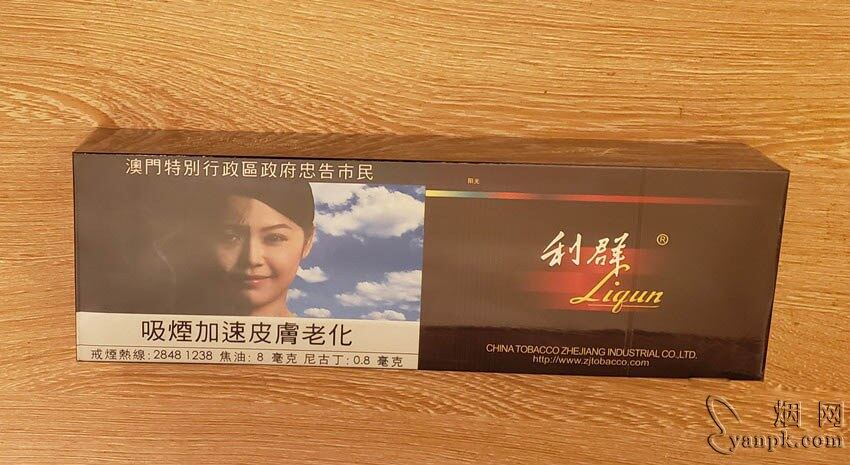 澳門特別行政區政府忠告市民
吸煙加速皮膚老化
戒煙熱線: 2848 1238 焦油: 8 毫克 尼古丁: 0.8 毫克
阳光
利群®
Liqun
CHINA TOBACCO ZHEJIANG INDUSTRIAL CO.,LTD.
http://www.zjtobacco.com
烟网
yanpk.com